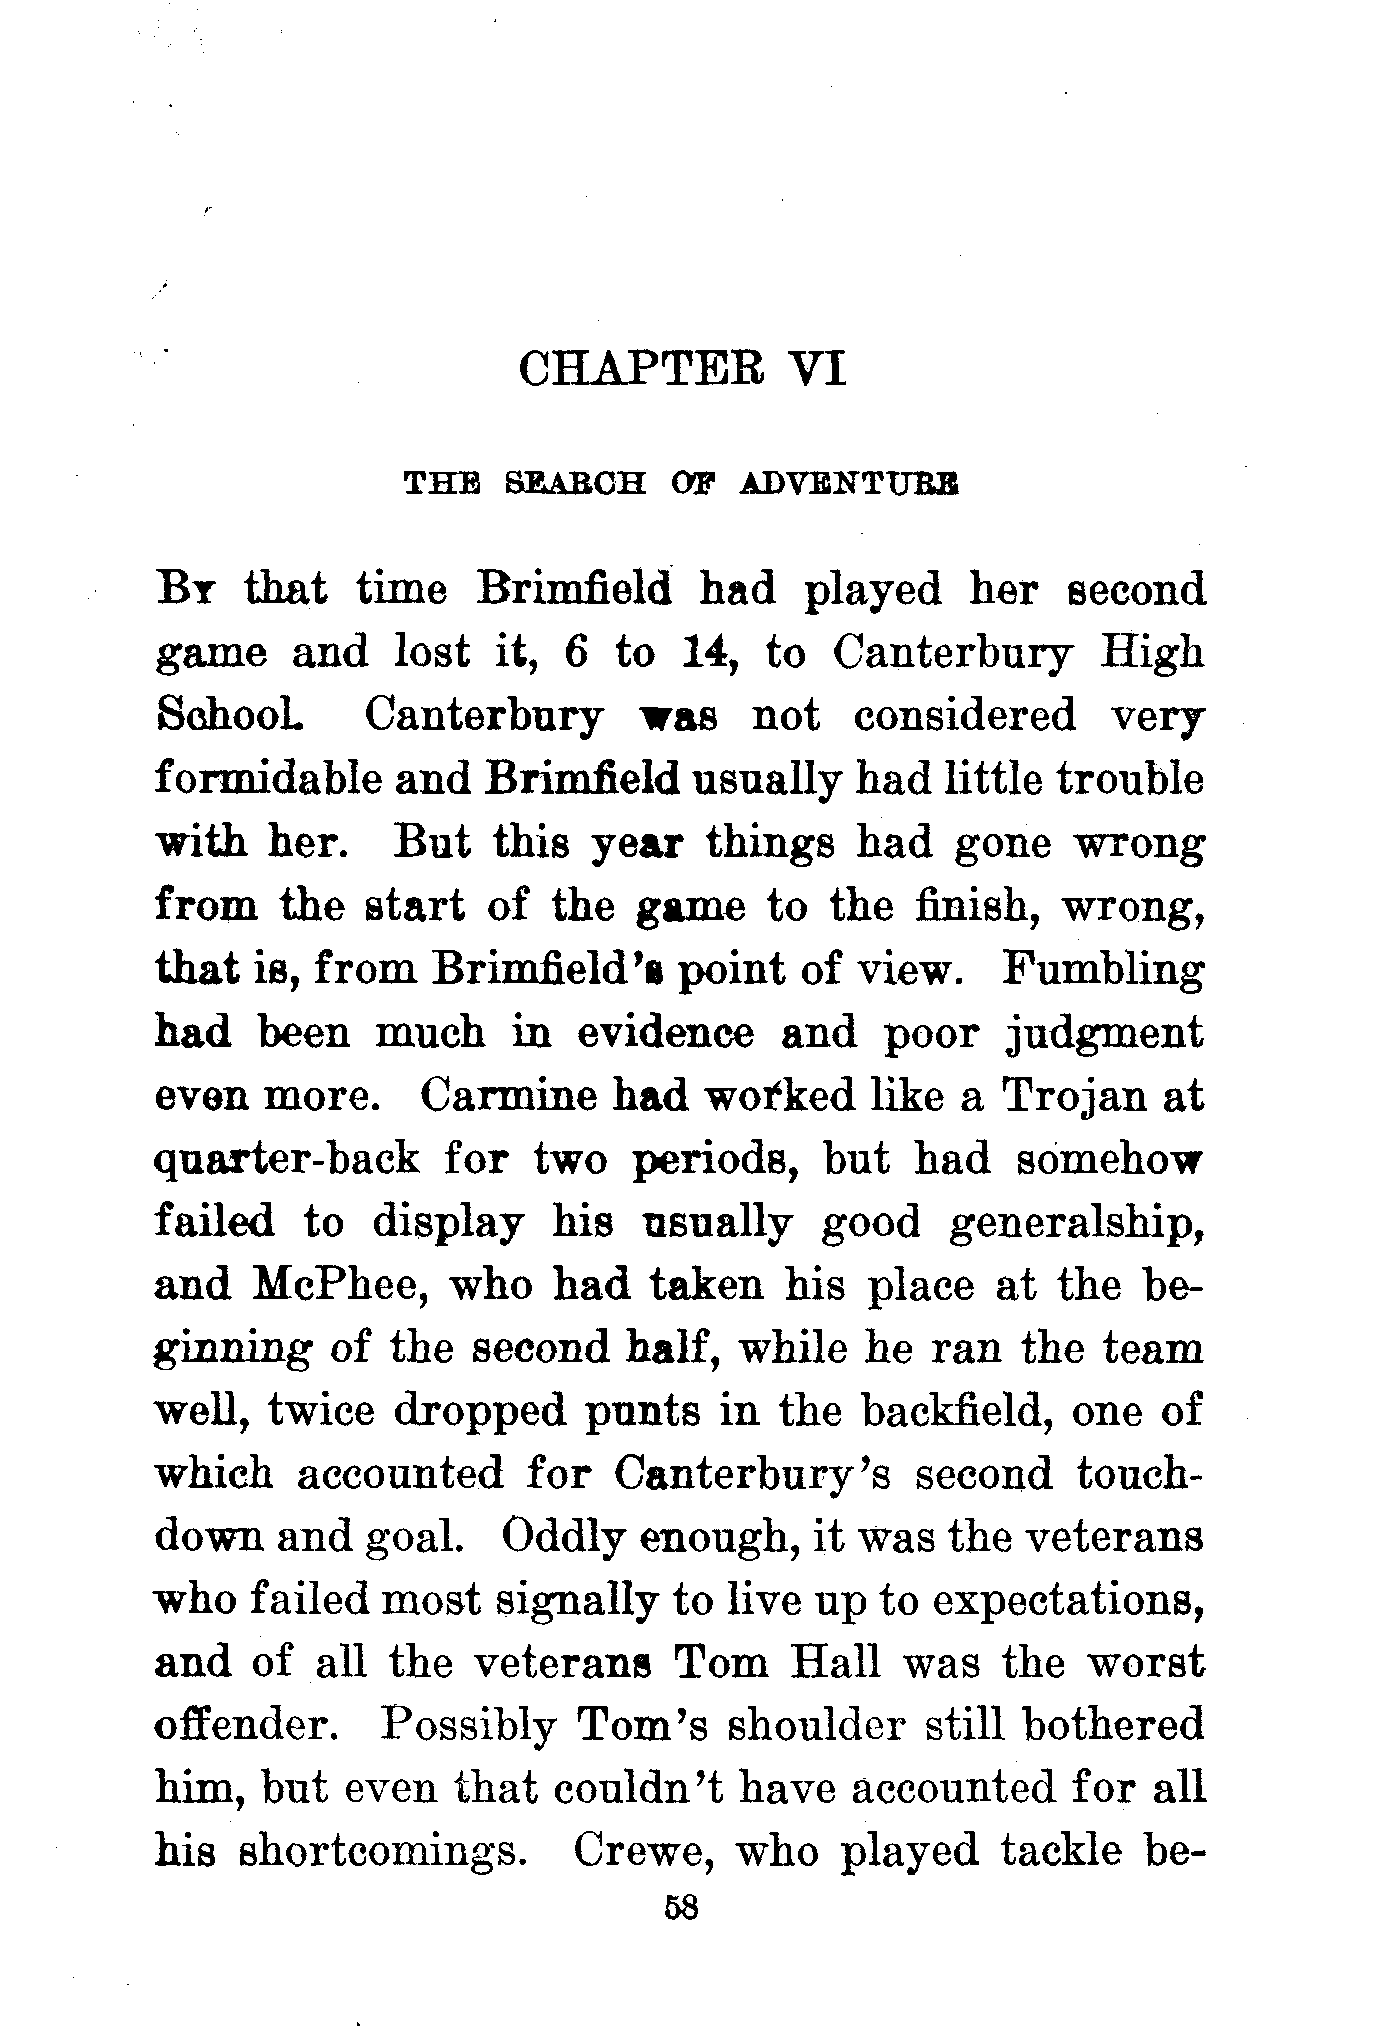 CHAPTER VI
THE SEARCH OF ADVENTURE
By that time Brimfield had played her second
game and lost it, 6 to 14, to Canterbury High
School. Canterbury was not considered very
formidable and Brimfield usually had little trouble
with her. But this year things had gone wrong
from the start of the game to the finish, wrong,
that is, from Brimfield's point of view. Fumbling
had been much in evidence and poor judgment
even more. Carmine had worked like a Trojan at
quarter-back for two periods, but had somehow
failed to display his usually good generalship,
and McPhee, who had taken his place at the be-
ginning of the second half, while he ran the team
well, twice dropped punts in the backfield, one of
which accounted for Canterbury's second touch-
down and goal. Oddly enough, it was the veterans
who failed most signally to live up to expectations,
and of all the veterans Tom Hall was the worst
offender. Possibly Tom's shoulder still bothered
him, but even that couldn't have accounted for all
his shortcomings. Crewe, who played tackle be-
58